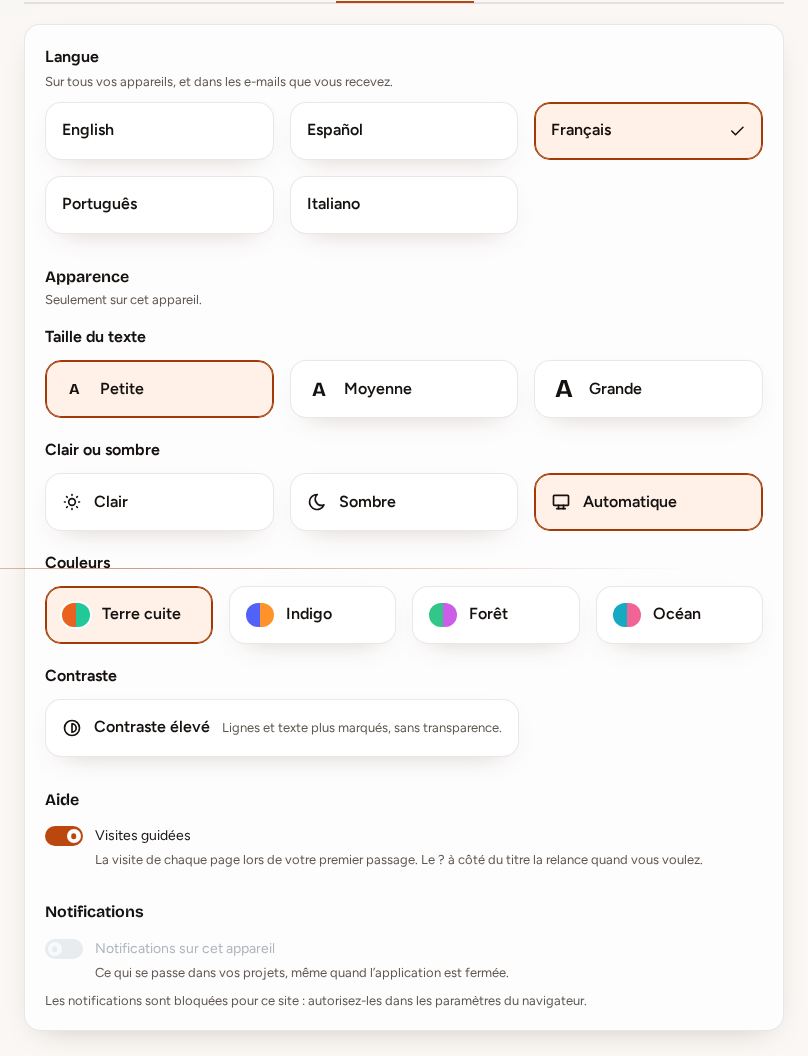 Langue
Sur tous vos appareils, et dans les e-mails que vous recevez.
English
Español
Français
Português
Italiano
Apparence
Seulement sur cet appareil.
Taille du texte
A Petite
A Moyenne
A Grande
Clair ou sombre
Clair
Sombre
Automatique
Couleurs
Terre cuite
Indigo
Forêt
Océan
Contraste
Contraste élevé Lignes et texte plus marqués, sans transparence.
Aide
Visites guidées
La visite de chaque page lors de votre premier passage. Le ? à côté du titre la relance quand vous voulez.
Notifications
Notifications sur cet appareil
Ce qui se passe dans vos projets, même quand l’application est fermée.
Les notifications sont bloquées pour ce site : autorisez-les dans les paramètres du navigateur.